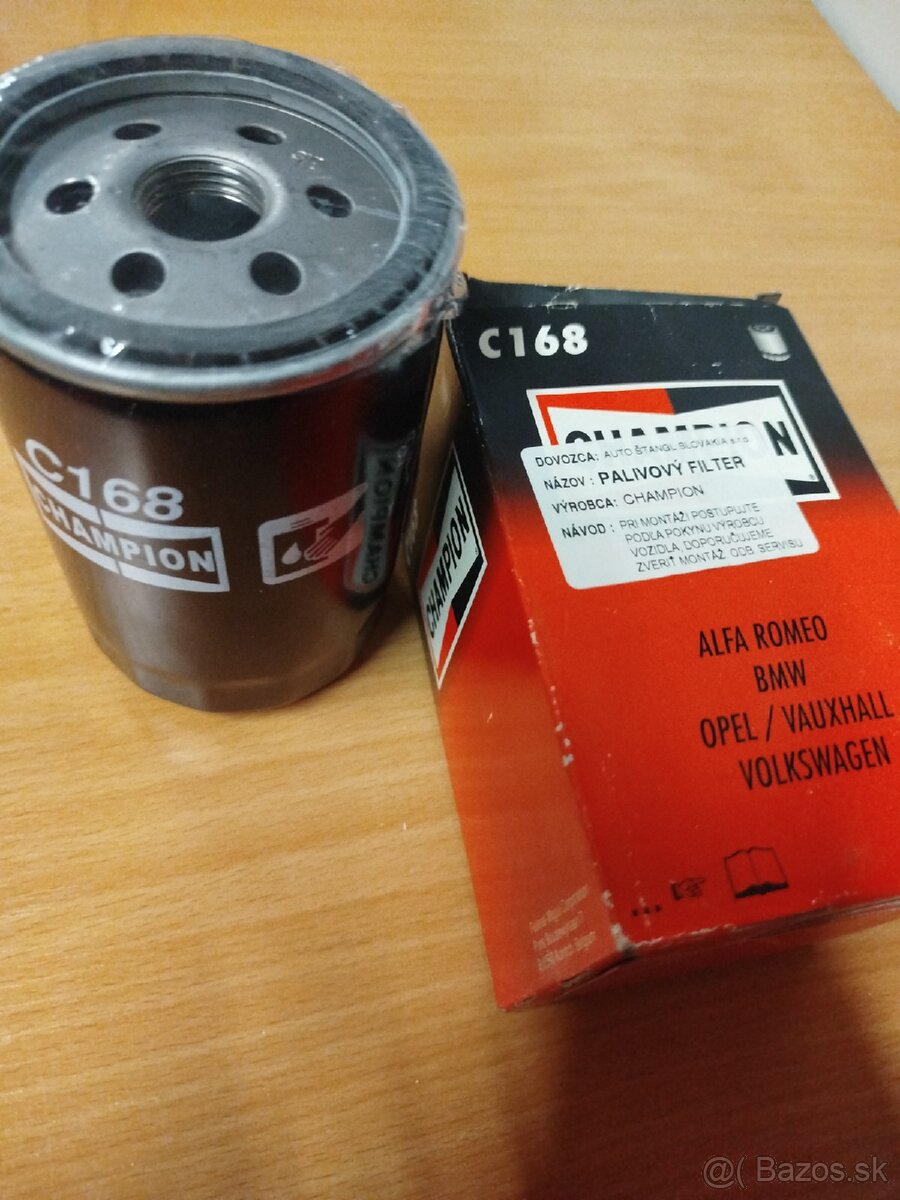 C168
CHAMPION
CHAMPION
C168
CHAMPION
CHAMPION
DOVOZCA: AUTO ŠTANGL SLOVAKIA s.r.o
NÁZOV : PALIVOVÝ FILTER
VÝROBCA: CHAMPION
NÁVOD : PRI MONTÁŽI POSTUPUJTE
PODĽA POKYNU VÝROBCU
VOZIDLA, DOPORUČUJEME
ZVERIŤ MONTÁŽ ODB. SERVISU
ALFA ROMEO
BMW
OPEL / VAUXHALL
VOLKSWAGEN
...
@( Bazos.sk